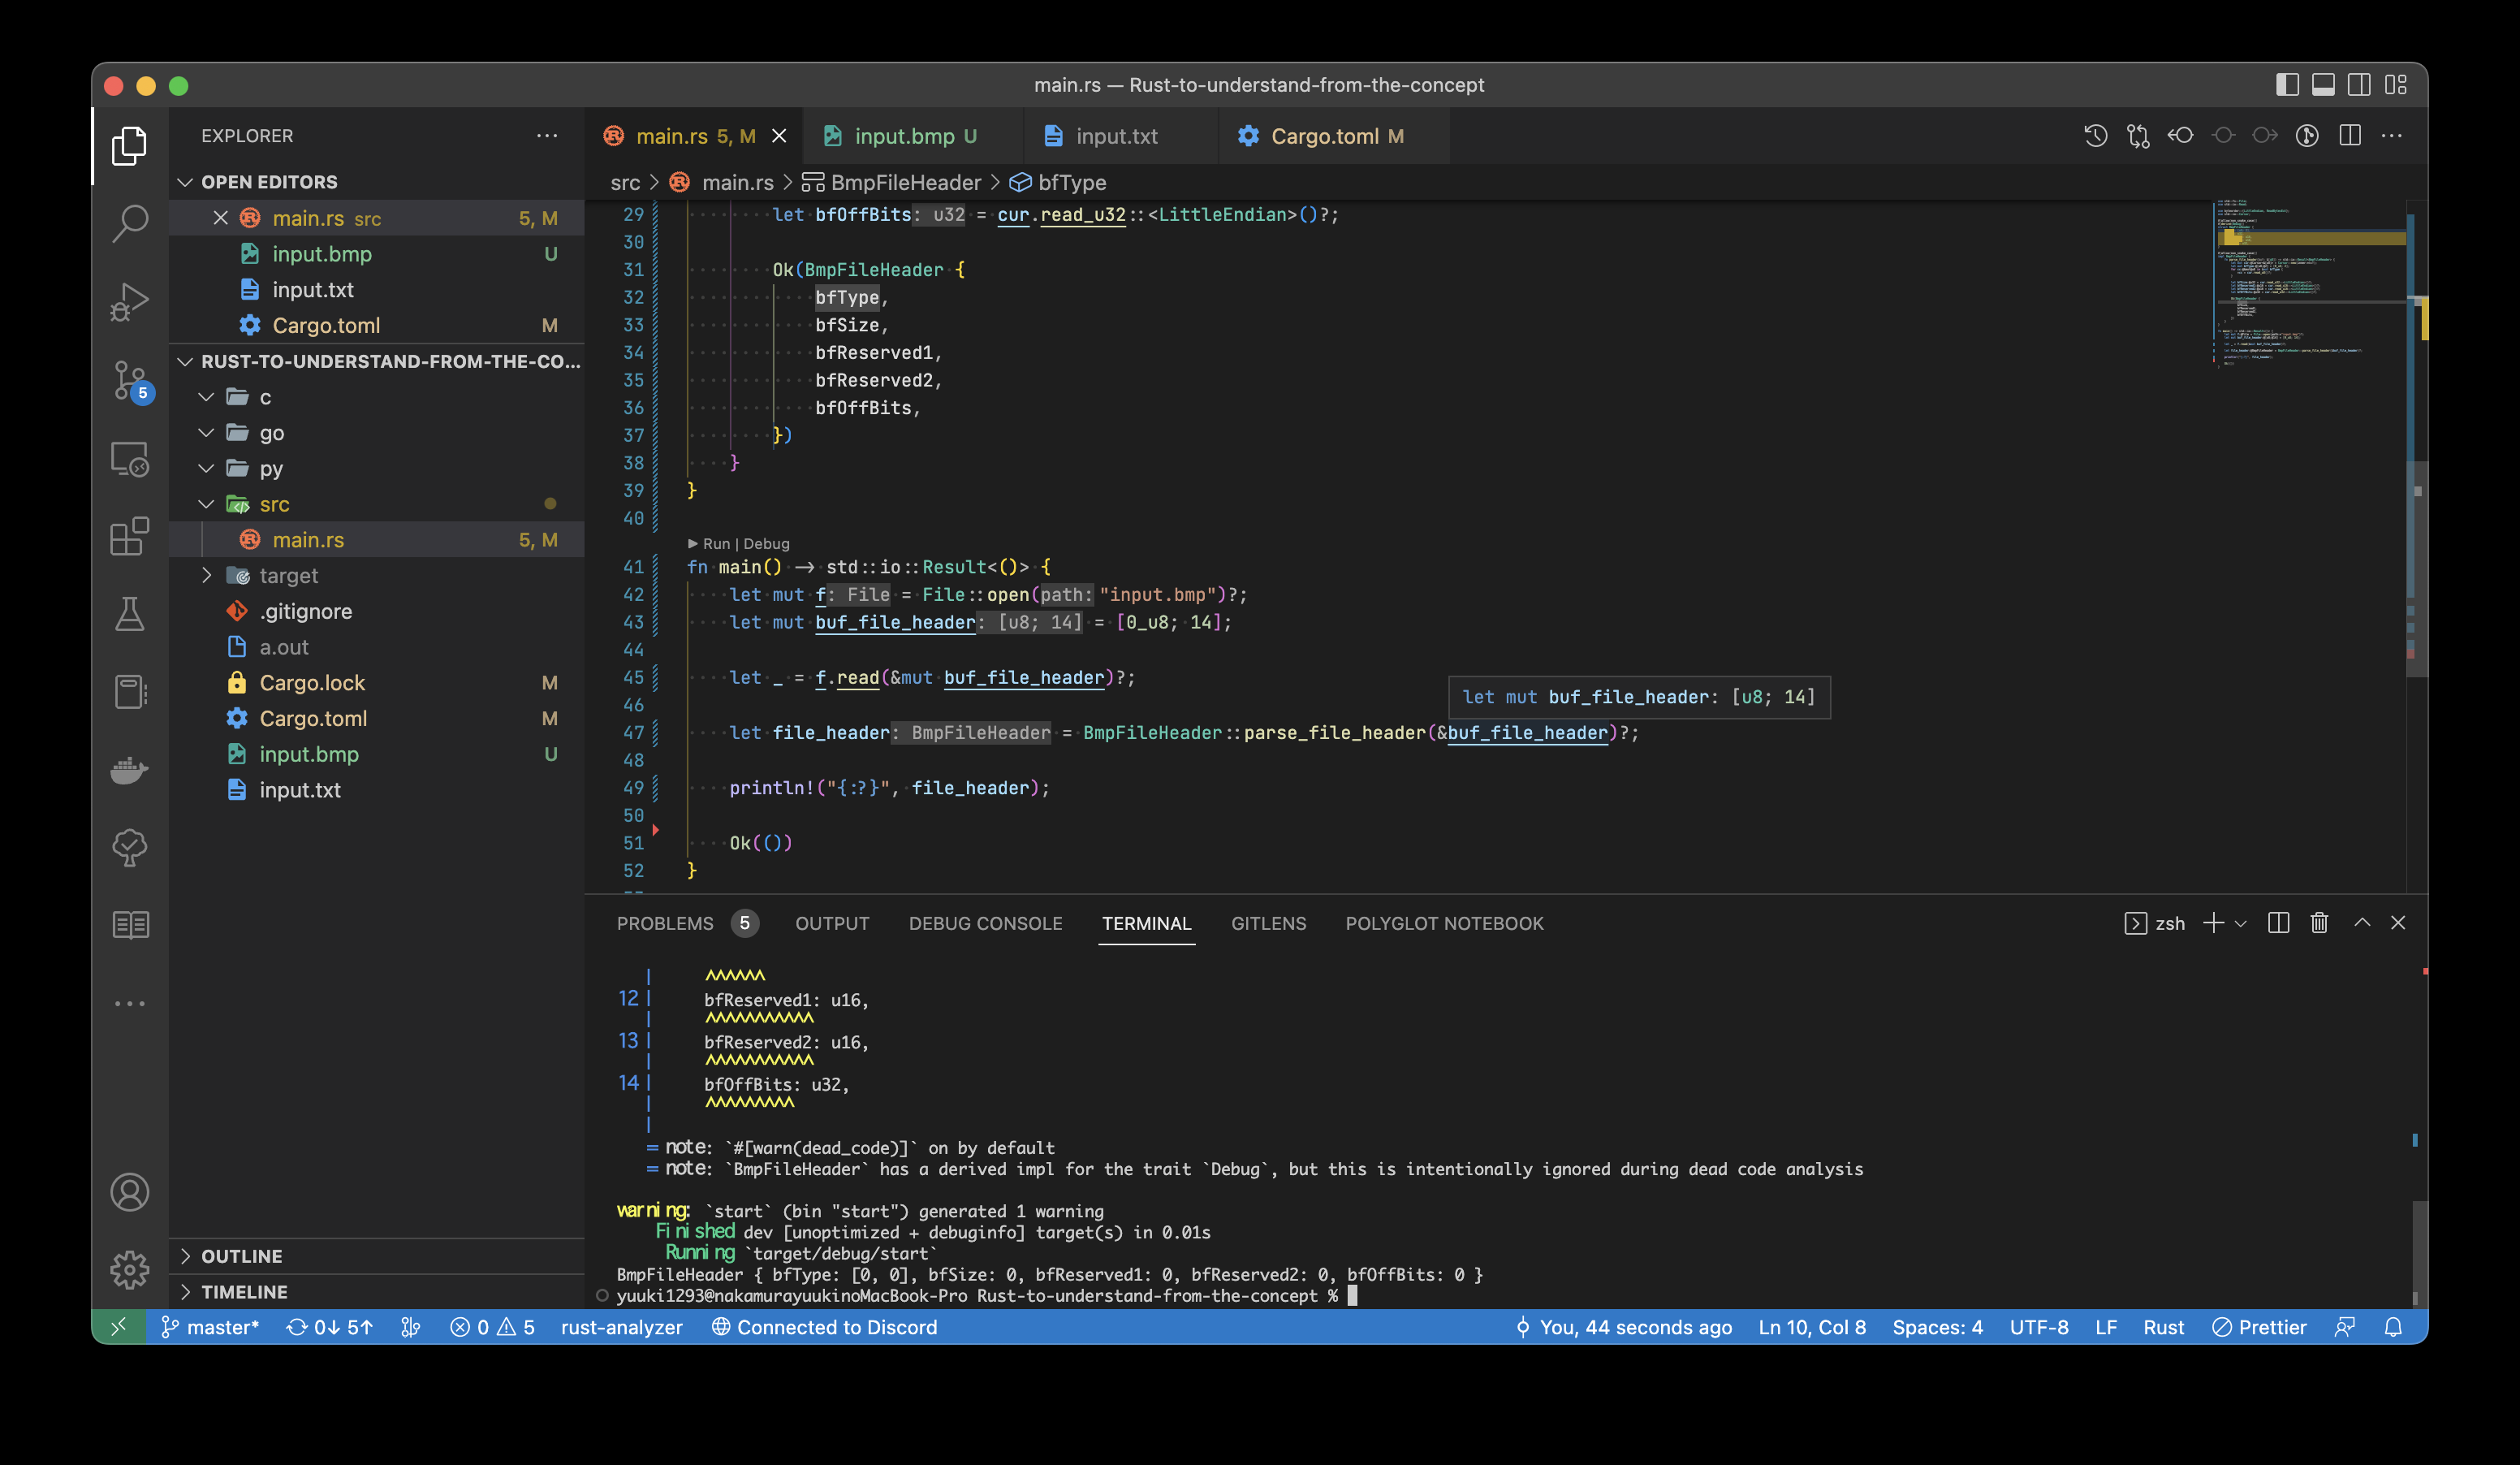 main.rs — Rust-to-understand-from-the-concept
EXPLORER
OPEN EDITORS
main.rs src 5, M
input.bmp U
input.txt
Cargo.toml M
RUST-TO-UNDERSTAND-FROM-THE-CO...
c
go
py
src
main.rs 5, M
target
.gitignore
a.out
Cargo.lock M
Cargo.toml M
input.bmp U
input.txt
OUTLINE
TIMELINE
5
main.rs 5, M
input.bmp U
input.txt
Cargo.toml M
src > main.rs > BmpFileHeader > bfType
29 let bfOffBits: u32 = cur.read_u32::<LittleEndian>()?;
30
31 Ok(BmpFileHeader {
32 bfType,
33 bfSize,
34 bfReserved1,
35 bfReserved2,
36 bfOffBits,
37 })
38 }
39 }
40
Run | Debug
41 fn main() -> std::io::Result<()> {
42 let mut f: File = File::open(path: "input.bmp")?;
43 let mut buf_file_header: [u8; 14] = [0_u8; 14];
44
45 let _ = f.read(&mut buf_file_header)?;
46
let mut buf_file_header: [u8; 14]
47 let file_header: BmpFileHeader = BmpFileHeader::parse_file_header(&buf_file_header)?;
48
49 println!("{:?}", file_header);
50
51 Ok(())
52 }
PROBLEMS 5 OUTPUT DEBUG CONSOLE TERMINAL GITLENS POLYGLOT NOTEBOOK
zsh
| ^^^^^^
12 | bfReserved1: u16,
| ^^^^^^^^^^^
13 | bfReserved2: u16,
| ^^^^^^^^^^^
14 | bfOffBits: u32,
| ^^^^^^^^^
|
= note: `#[warn(dead_code)]` on by default
= note: `BmpFileHeader` has a derived impl for the trait `Debug`, but this is intentionally ignored during dead code analysis
warning: `start` (bin "start") generated 1 warning
Finished dev [unoptimized + debuginfo] target(s) in 0.01s
Running `target/debug/start`
BmpFileHeader { bfType: [0, 0], bfSize: 0, bfReserved1: 0, bfReserved2: 0, bfOffBits: 0 }
yuuki1293@nakamurayuukinoMacBook-Pro Rust-to-understand-from-the-concept %
master* 0↓ 5↑ 0 5 rust-analyzer Connected to Discord You, 44 seconds ago Ln 10, Col 8 Spaces: 4 UTF-8 LF Rust Prettier